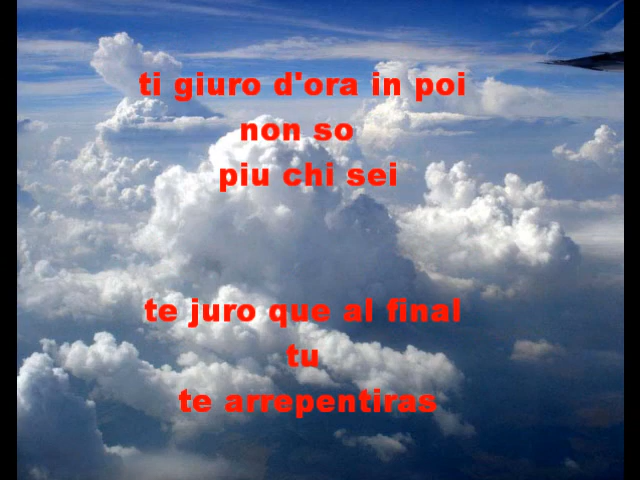 ti giuro d'ora in poi
non so
piu chi sei
te juro que al final
tu
te arrepentiras